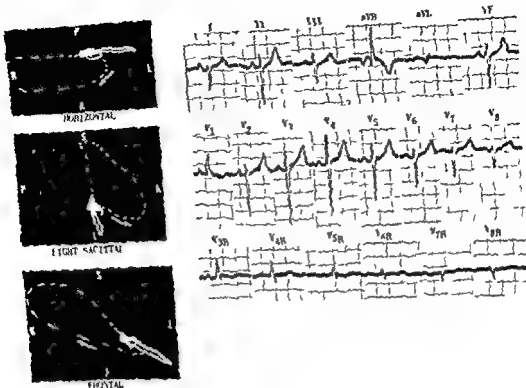 I II III aVR aVL VF
HORIZONTAL
V1 V2 V3 V4 V5 V6 V7 V8
RIGHT SAGITTAL
V3R V4R V5R V6R V7R V8R
FRONTAL